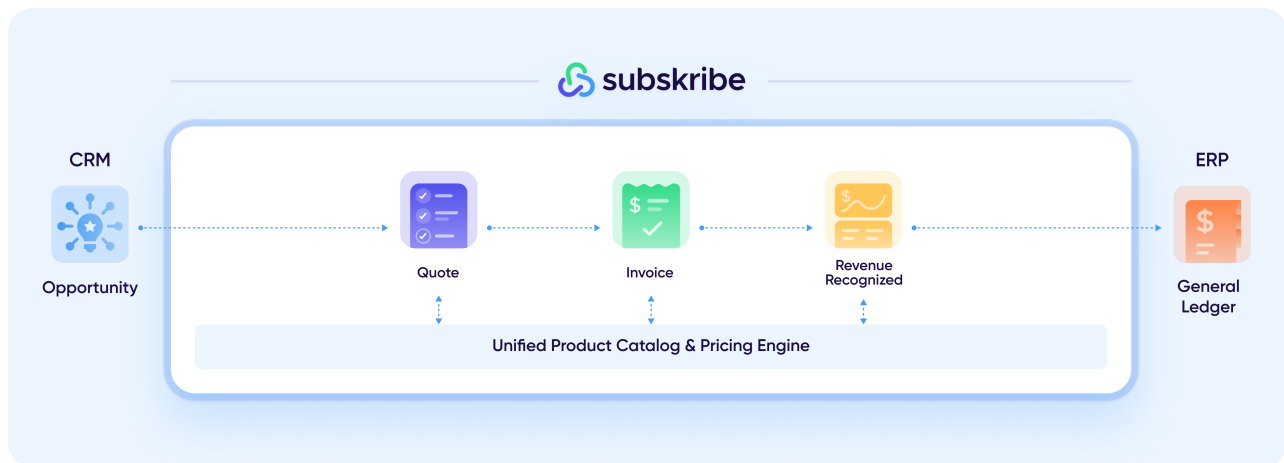 subskribe
CRM
ERP
Opportunity
Quote
$
Invoice
$
Revenue
Recognized
$
General
Ledger
Unified Product Catalog & Pricing Engine